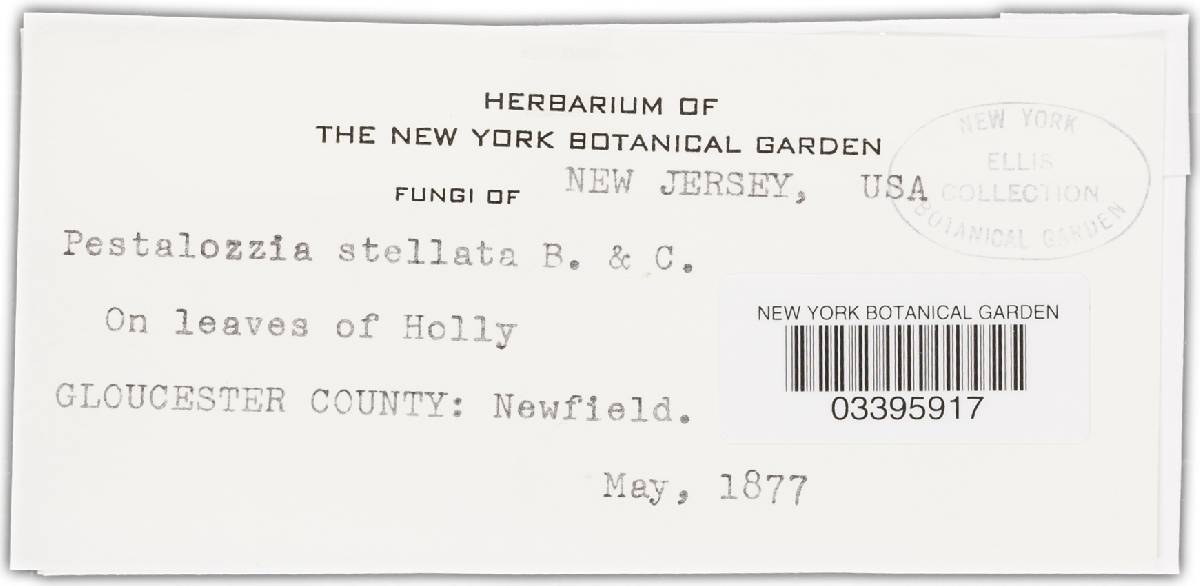 HERBARIUM OF
THE NEW YORK BOTANICAL GARDEN
FUNGI OF NEW JERSEY, USA
NEW YORK
ELLIS
COLLECTION
BOTANICAL GARDEN
Pestalozzia stellata B. & C.
On leaves of Holly
GLOUCESTER COUNTY: Newfield.
May, 1877
NEW YORK BOTANICAL GARDEN
03395917